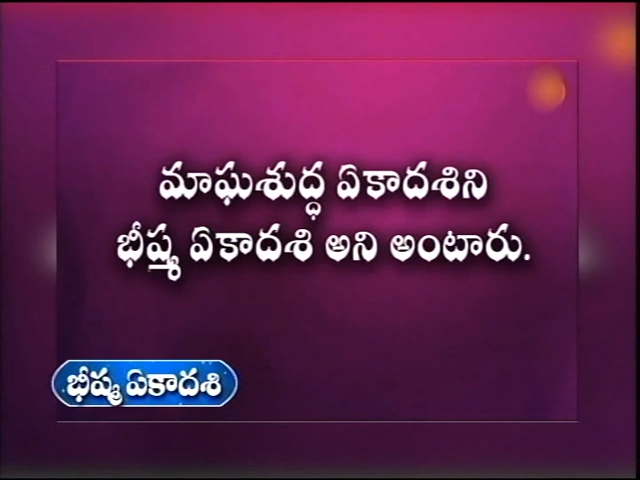 మాఘశుద్ధ ఏకాదశిని
భీష్మ ఏకాదశి అని అంటారు.
భీష్మ ఏకాదశి